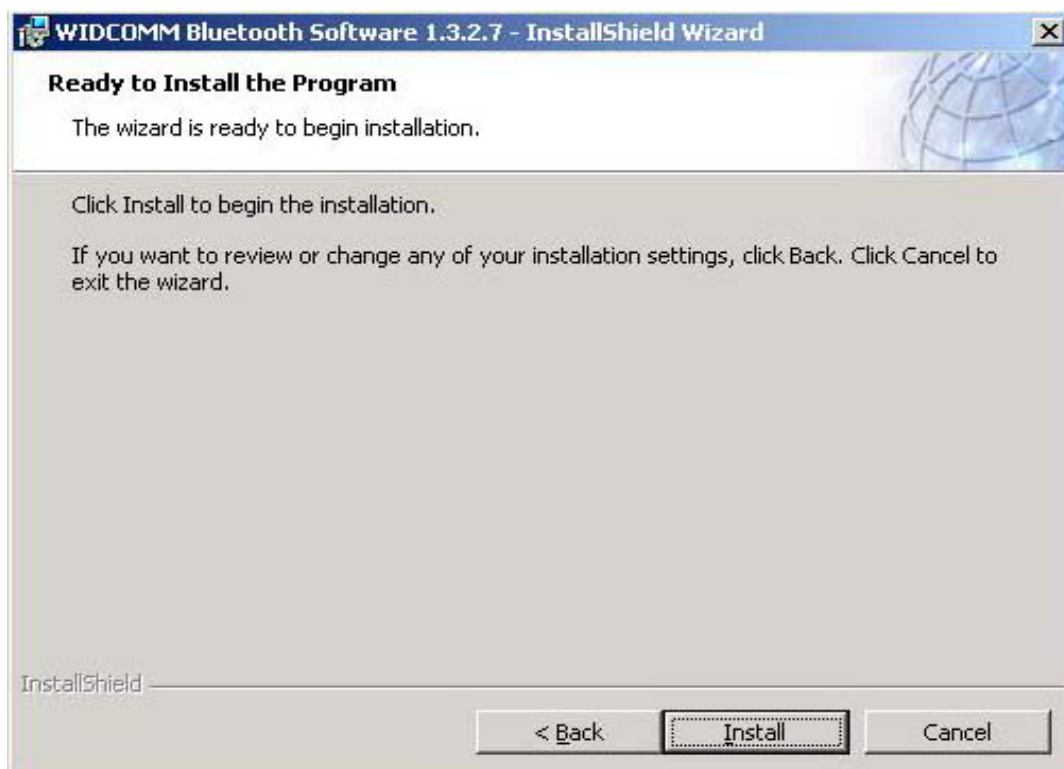 WIDCOMM Bluetooth Software 1.3.2.7 - InstallShield Wizard
Ready to Install the Program
The wizard is ready to begin installation.
Click Install to begin the installation.
If you want to review or change any of your installation settings, click Back. Click Cancel to
exit the wizard.
InstallShield
< Back
Install
Cancel